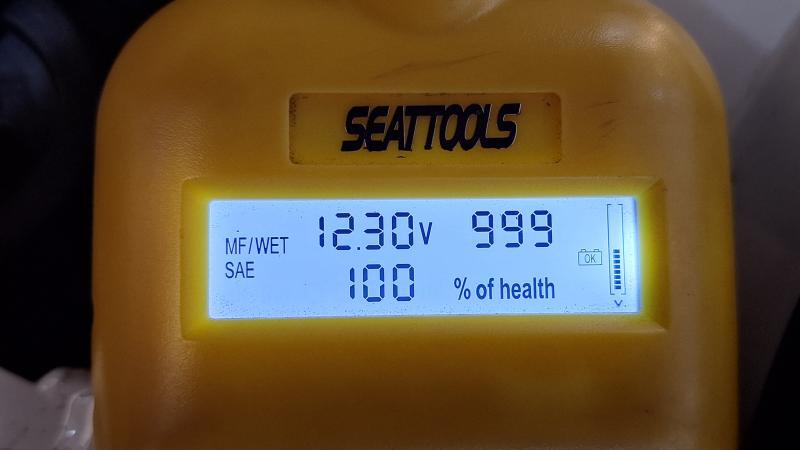 SEATTOOLS
MF/WET 12.30V 999
SAE 100 % of health
OK